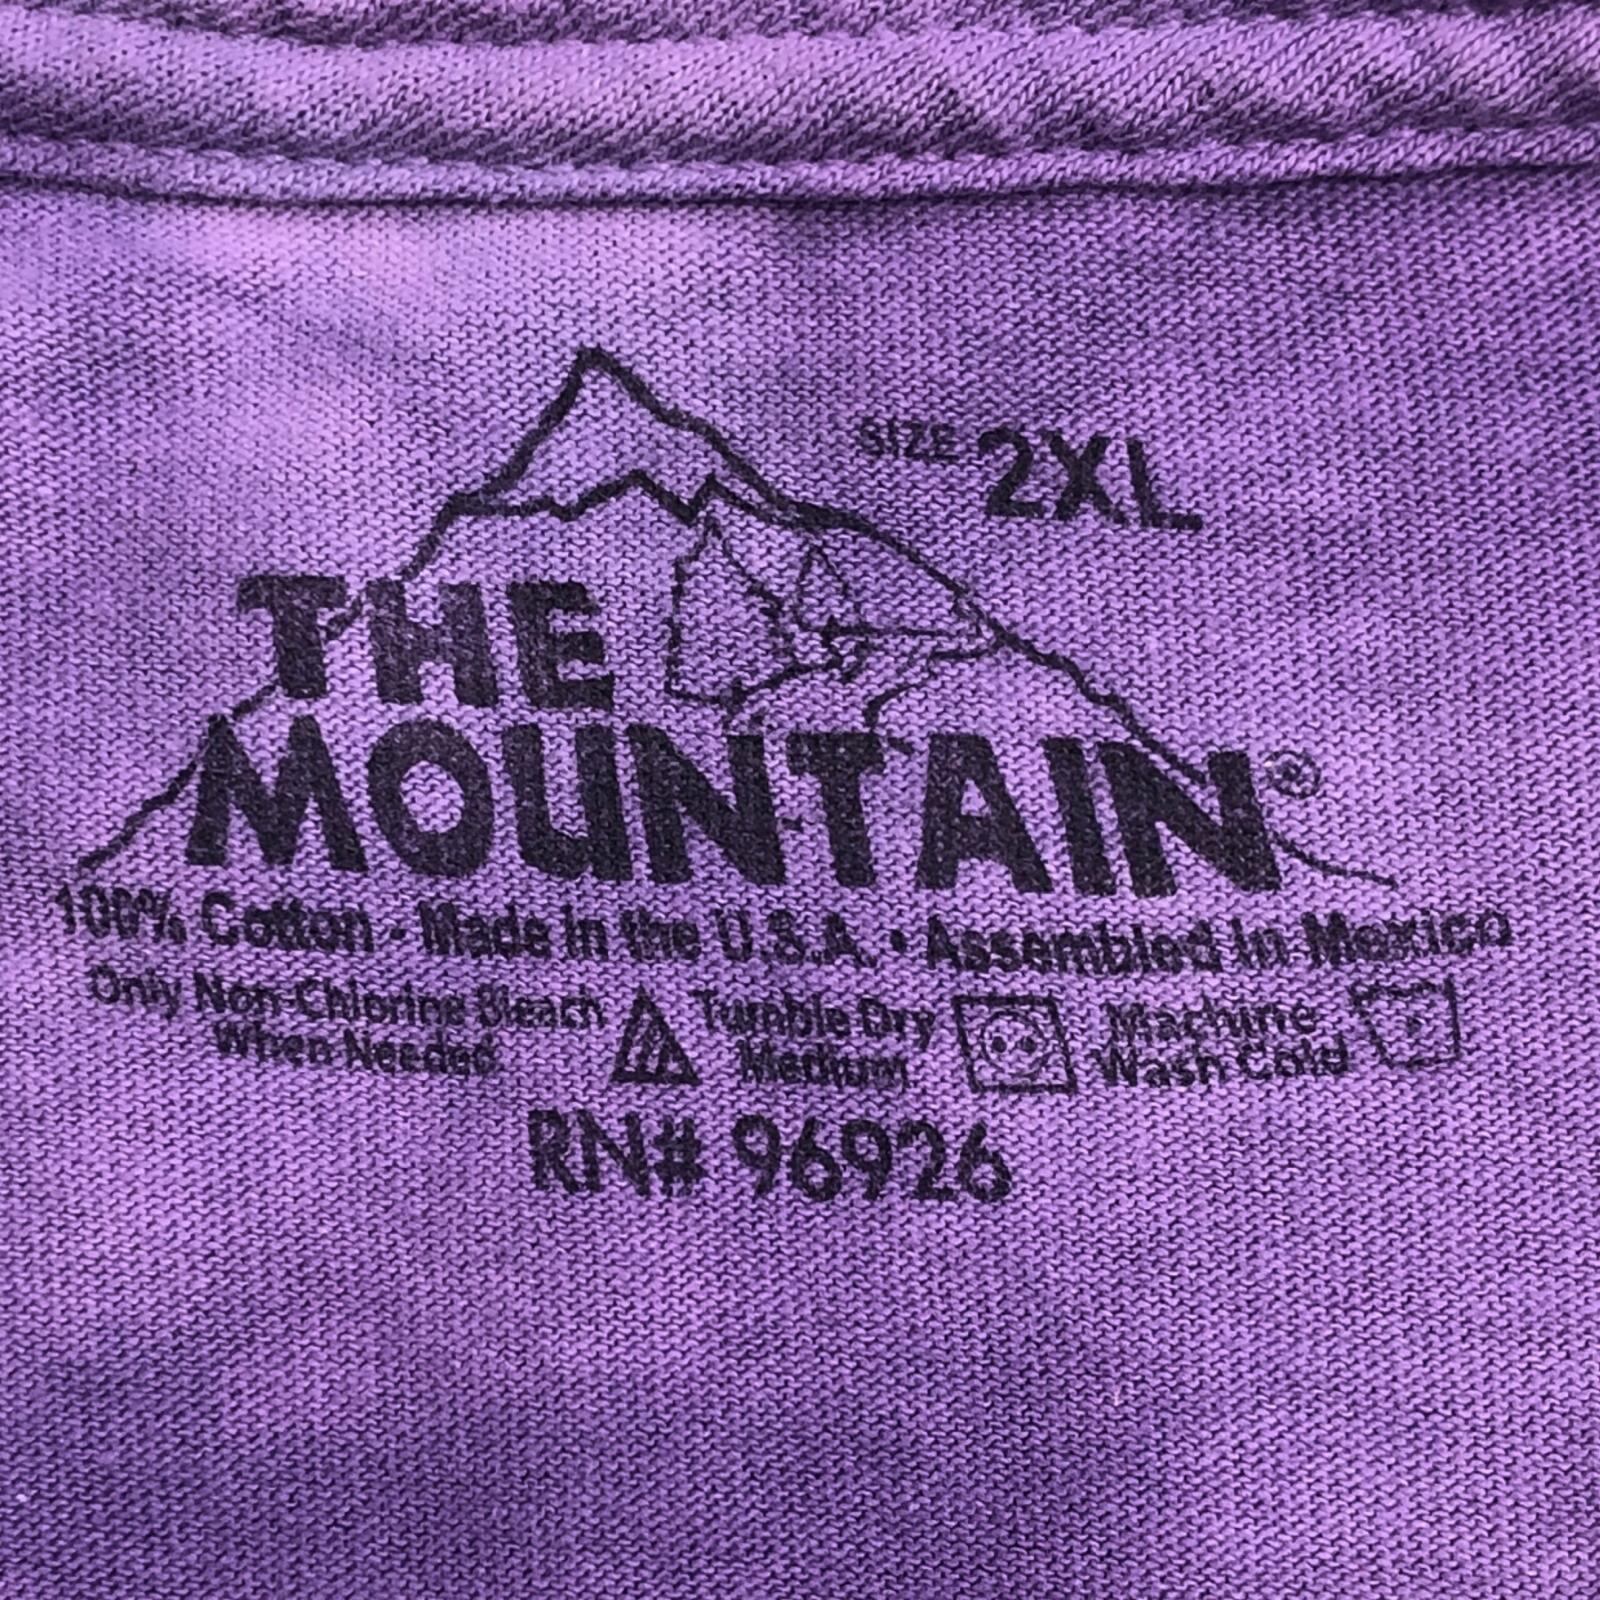 SIZE 2XL
THE
MOUNTAIN®
100% Cotton • Made in the U.S.A. • Assembled in Mexico
Only Non-Chlorine Bleach
When Needed
Tumble Dry
Medium
Machine
Wash Cold
RN# 96926